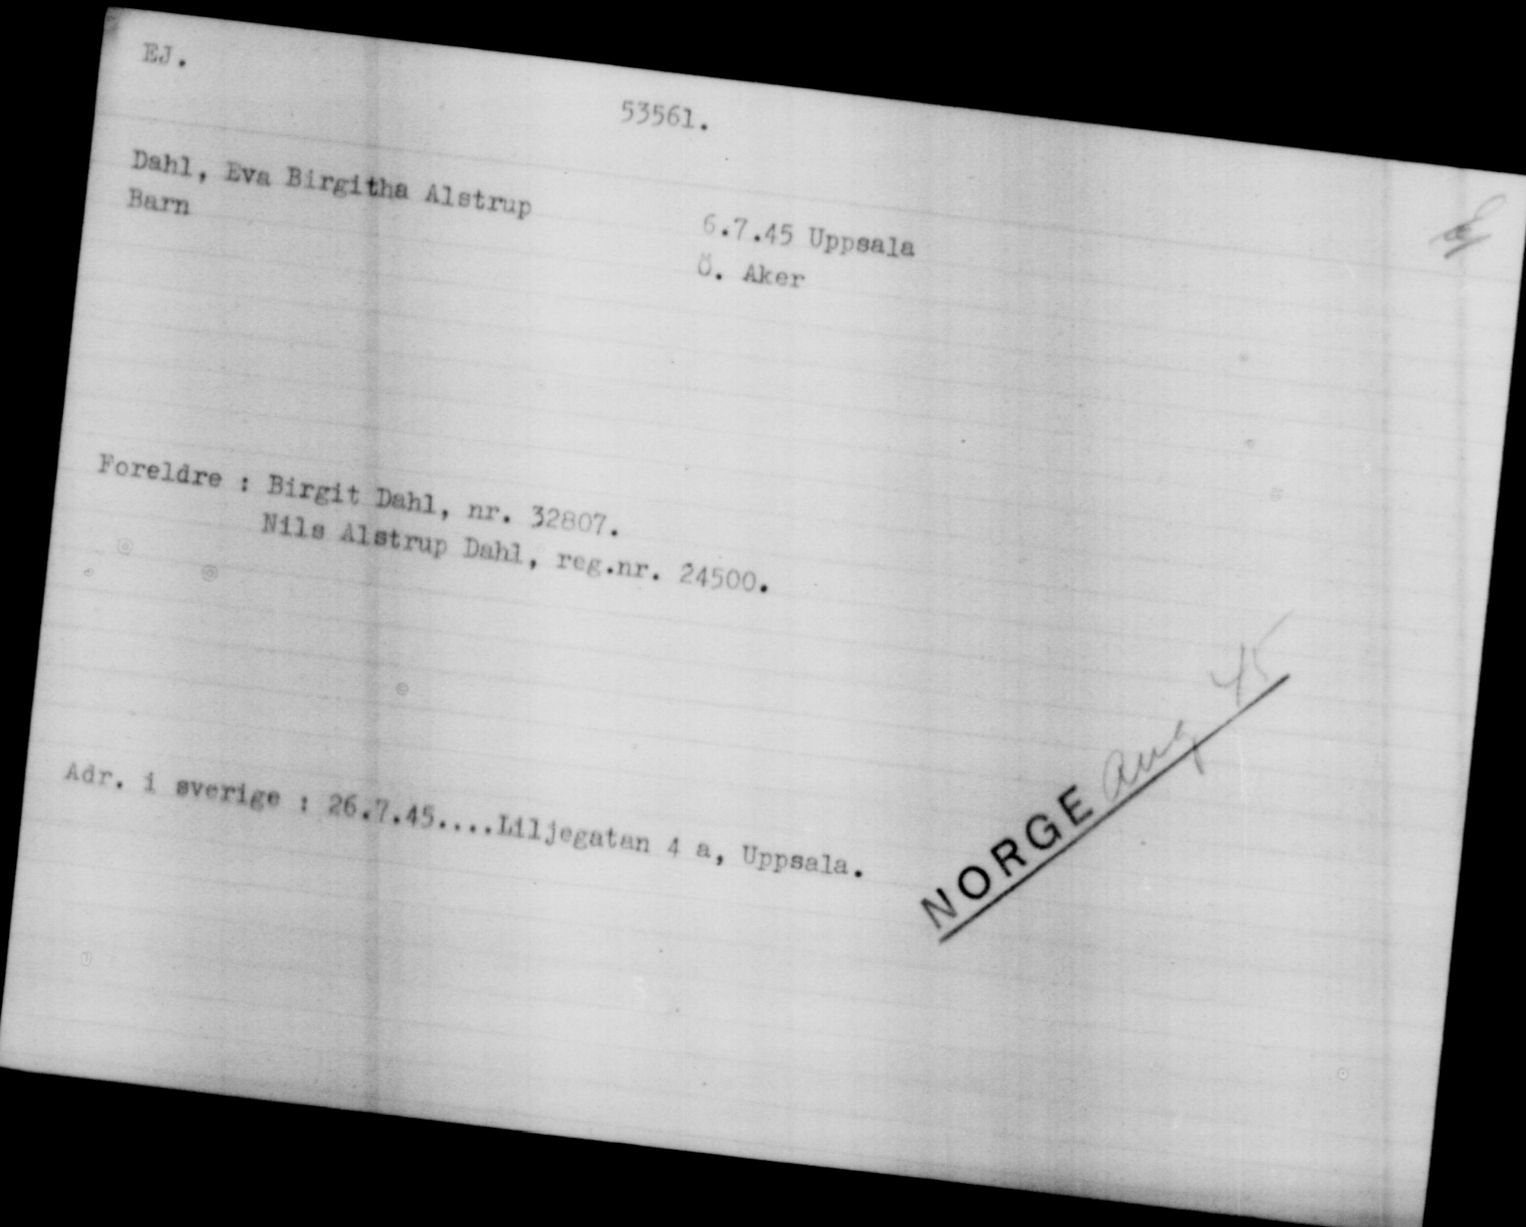 EJ.
53561.
Dahl, Eva Birgitha Alstrup
Barn
6.7.45 Uppsala
Ö. Aker
Foreldre : Birgit Dahl, nr. 32807.
Nils Alstrup Dahl, reg.nr. 24500.
Adr. i sverige : 26.7.45....Liljegatan 4 a, Uppsala.
NORGE aug 45